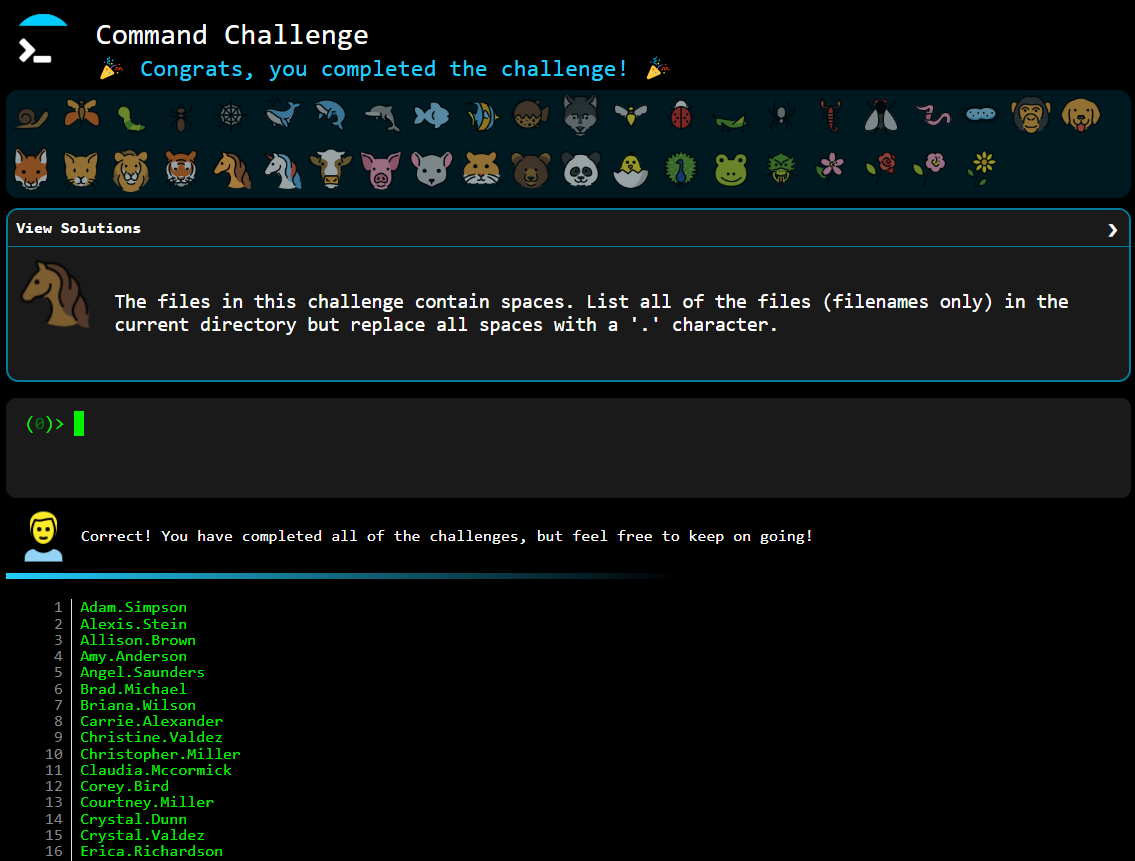 Command Challenge
🎉 Congrats, you completed the challenge! 🎉
View Solutions ❯
The files in this challenge contain spaces. List all of the files (filenames only) in the
current directory but replace all spaces with a '.' character.
(0)>
Correct! You have completed all of the challenges, but feel free to keep on going!
1 Adam.Simpson
2 Alexis.Stein
3 Allison.Brown
4 Amy.Anderson
5 Angel.Saunders
6 Brad.Michael
7 Briana.Wilson
8 Carrie.Alexander
9 Christine.Valdez
10 Christopher.Miller
11 Claudia.Mccormick
12 Corey.Bird
13 Courtney.Miller
14 Crystal.Dunn
15 Crystal.Valdez
16 Erica.Richardson